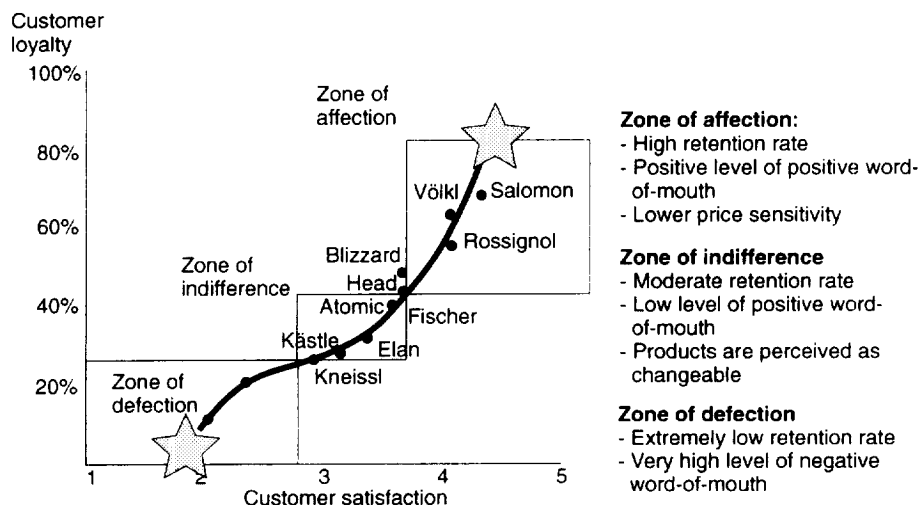 Customer
loyalty
100%
80%
60%
40%
20%
Zone of
affection
Völkl
Salomon
Rossignol
Blizzard
Head
Atomic
Fischer
Zone of
indifference
Kästle
Elan
Kneissl
Zone of
defection
1
2
3
4
5
Customer satisfaction
Zone of affection:
- High retention rate
- Positive level of positive word-
of-mouth
- Lower price sensitivity
Zone of indifference
- Moderate retention rate
- Low level of positive word-
of-mouth
- Products are perceived as
changeable
Zone of defection
- Extremely low retention rate
- Very high level of negative
word-of-mouth